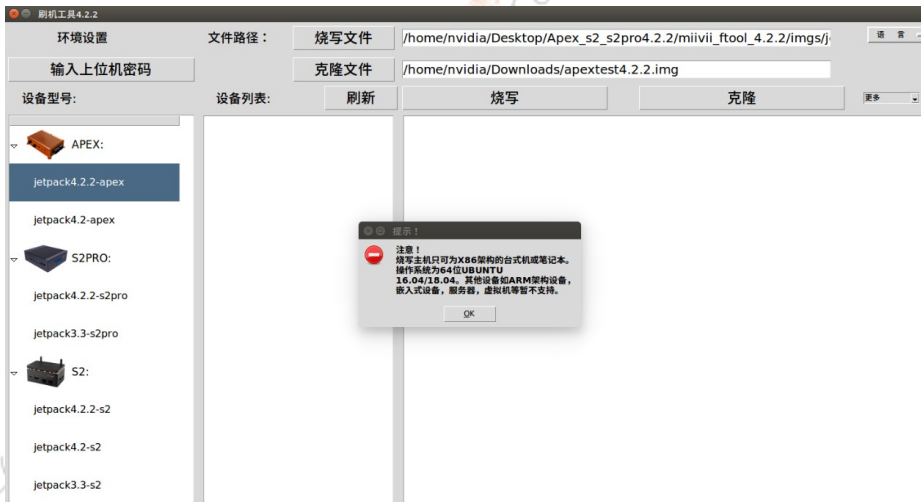 刷机工具4.2.2
环境设置
文件路径：
烧写文件
/home/nvidia/Desktop/Apex_s2_s2pro4.2.2/miivii_ftool_4.2.2/imgs/j
语 言
输入上位机密码
克隆文件
/home/nvidia/Downloads/apextest4.2.2.img
设备型号:
设备列表:
刷新
烧写
克隆
更多
APEX:
jetpack4.2.2-apex
jetpack4.2-apex
S2PRO:
jetpack4.2.2-s2pro
jetpack3.3-s2pro
S2:
jetpack4.2.2-s2
jetpack4.2-s2
jetpack3.3-s2
提示！
注意！
烧写主机只可为X86架构的台式机或笔记本。
操作系统为64位UBUNTU
16.04/18.04。其他设备如ARM架构设备，
嵌入式设备，服务器，虚拟机等暂不支持。
OK